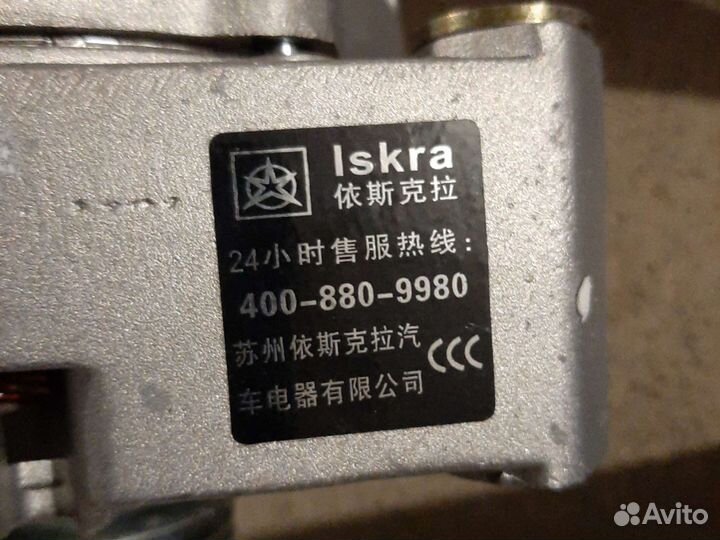 Iskra
依斯克拉
24小时售服热线:
400-880-9980
苏州依斯克拉汽
车电器有限公司
CCC
Avito